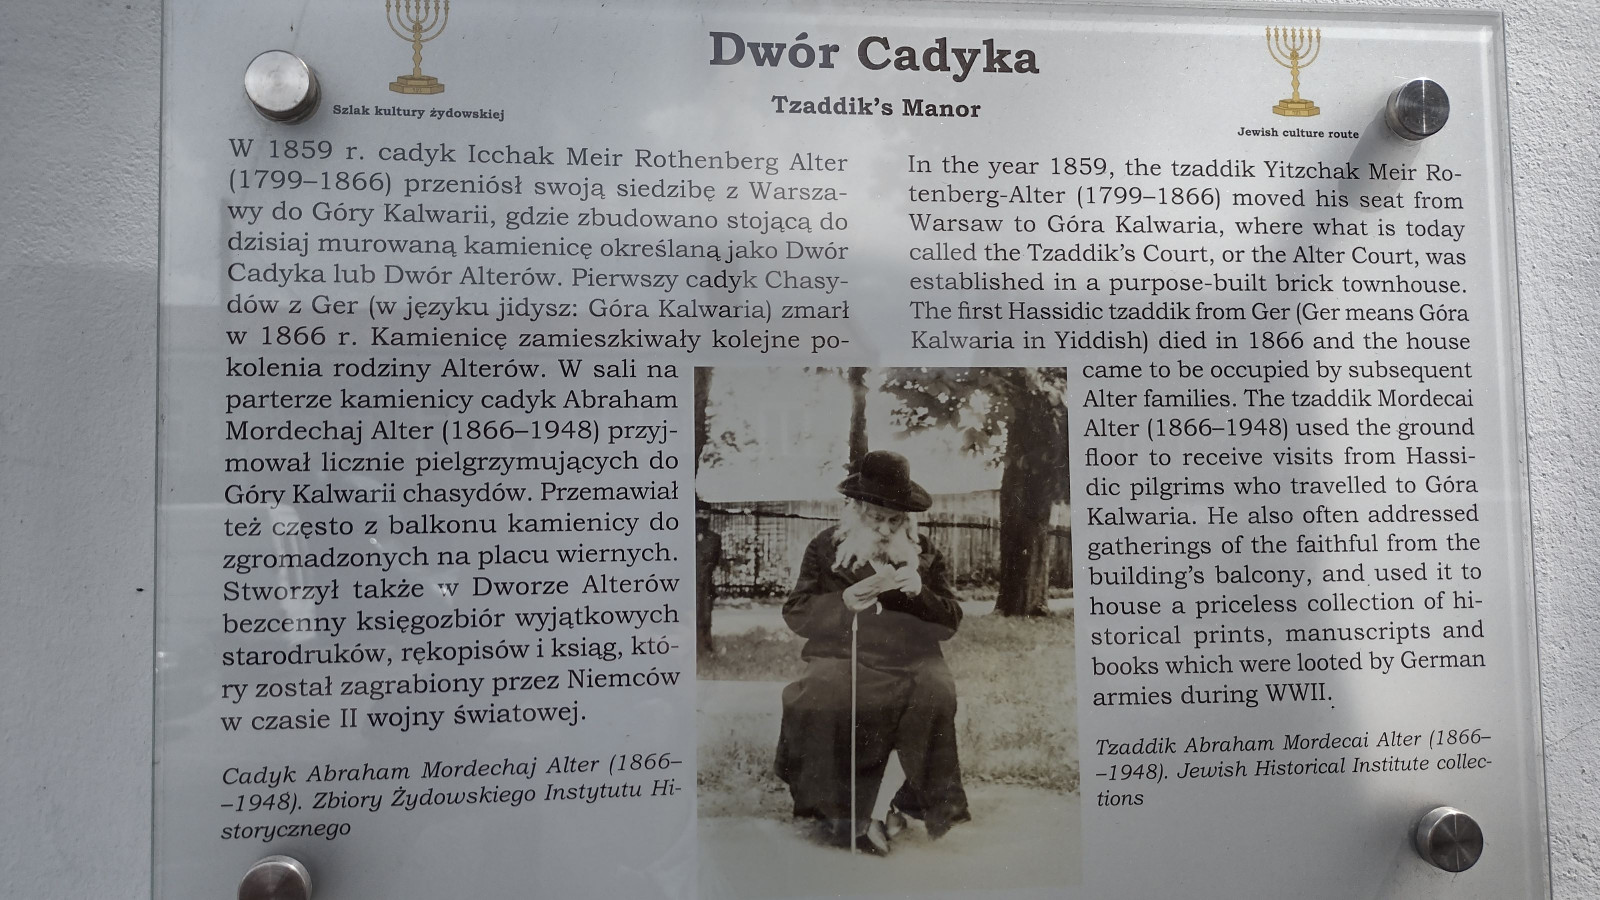 Dwór Cadyka
Tzaddik's Manor
Szlak kultury żydowskiej
Jewish culture route
W 1859 r. cadyk Icchak Meir Rothenberg Alter
(1799–1866) przeniósł swoją siedzibę z Warsza-
wy do Góry Kalwarii, gdzie zbudowano stojącą do
dzisiaj murowaną kamienicę określaną jako Dwór
Cadyka lub Dwór Alterów. Pierwszy cadyk Chasy-
dów z Ger (w języku jidysz: Góra Kalwaria) zmarł
w 1866 r. Kamienicę zamieszkiwały kolejne po-
kolenia rodziny Alterów. W sali na
parterze kamienicy cadyk Abraham
Mordechaj Alter (1866–1948) przyj-
mował licznie pielgrzymujących do
Góry Kalwarii chasydów. Przemawiał
też często z balkonu kamienicy do
zgromadzonych na placu wiernych.
Stworzył także w Dworze Alterów
bezcenny księgozbiór wyjątkowych
starodruków, rękopisów i ksiąg, któ-
ry został zagrabiony przez Niemców
w czasie II wojny światowej.
Cadyk Abraham Mordechaj Alter (1866–
–1948). Zbiory Żydowskiego Instytutu Hi-
storycznego
In the year 1859, the tzaddik Yitzchak Meir Ro-
tenberg-Alter (1799–1866) moved his seat from
Warsaw to Góra Kalwaria, where what is today
called the Tzaddik's Court, or the Alter Court, was
established in a purpose-built brick townhouse.
The first Hassidic tzaddik from Ger (Ger means Góra
Kalwaria in Yiddish) died in 1866 and the house
came to be occupied by subsequent
Alter families. The tzaddik Mordecai
Alter (1866–1948) used the ground
floor to receive visits from Hassi-
dic pilgrims who travelled to Góra
Kalwaria. He also often addressed
gatherings of the faithful from the
building's balcony, and used it to
house a priceless collection of hi-
storical prints, manuscripts and
books which were looted by German
armies during WWII.
Tzaddik Abraham Mordecai Alter (1866–
–1948). Jewish Historical Institute collec-
tions